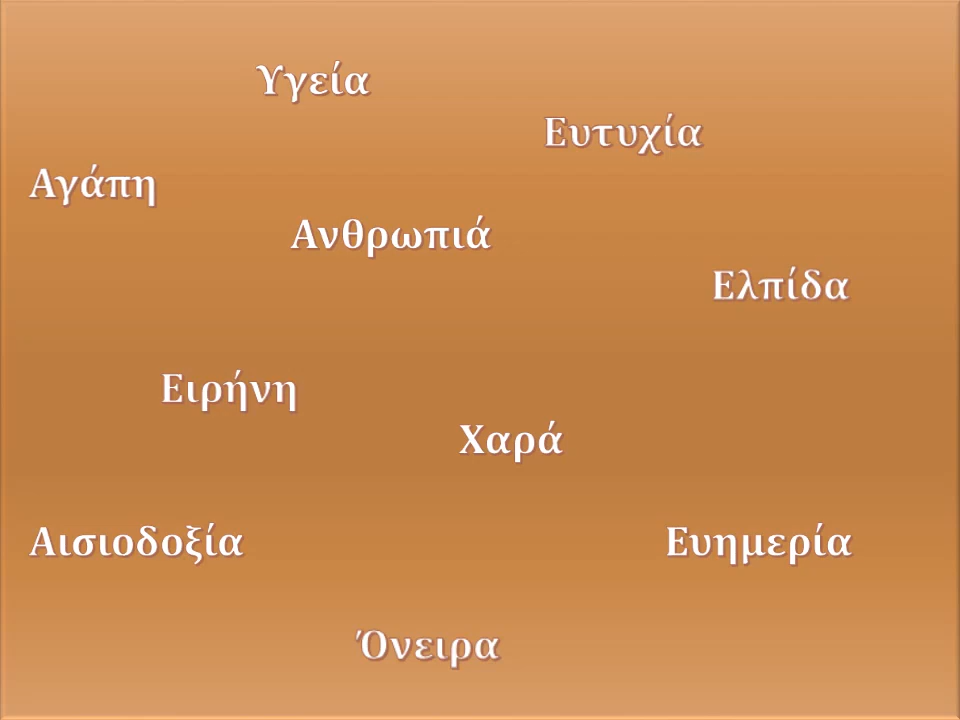 Υγεία
Ευτυχία
Αγάπη
Ανθρωπιά
Ελπίδα
Ειρήνη
Χαρά
Αισιοδοξία Ευημερία
Όνειρα